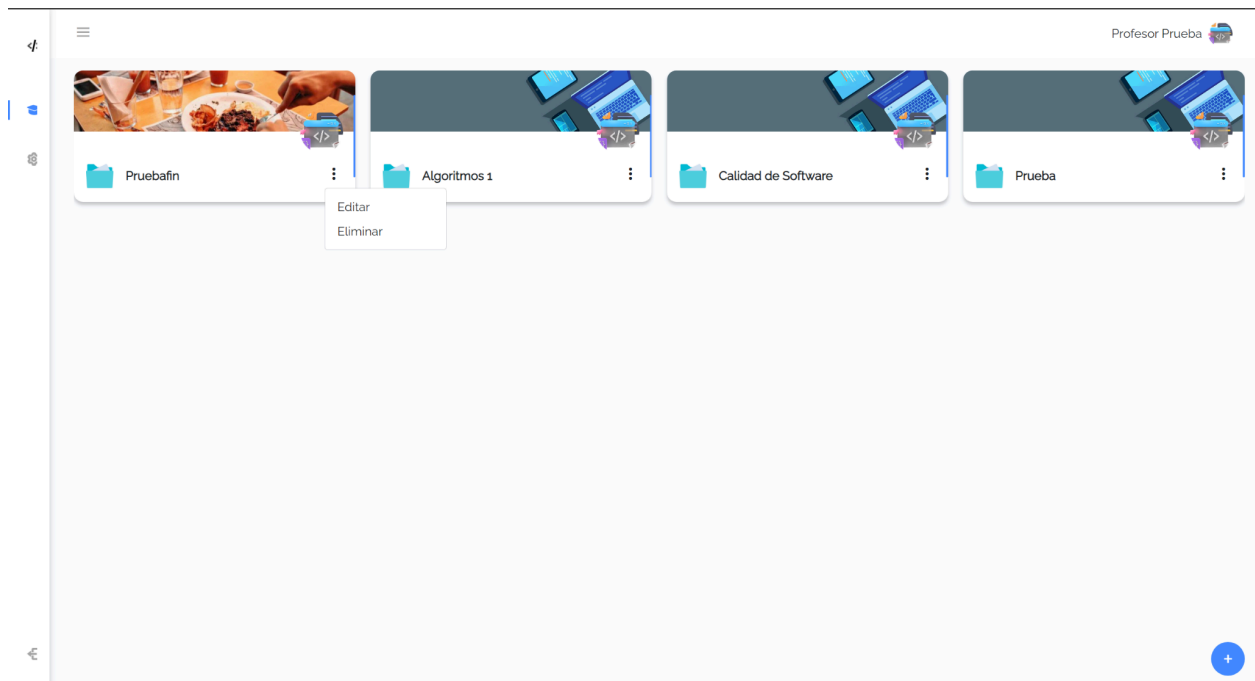 Profesor Prueba
Pruebafin
Algoritmos 1
Calidad de Software
Prueba
Editar
Eliminar